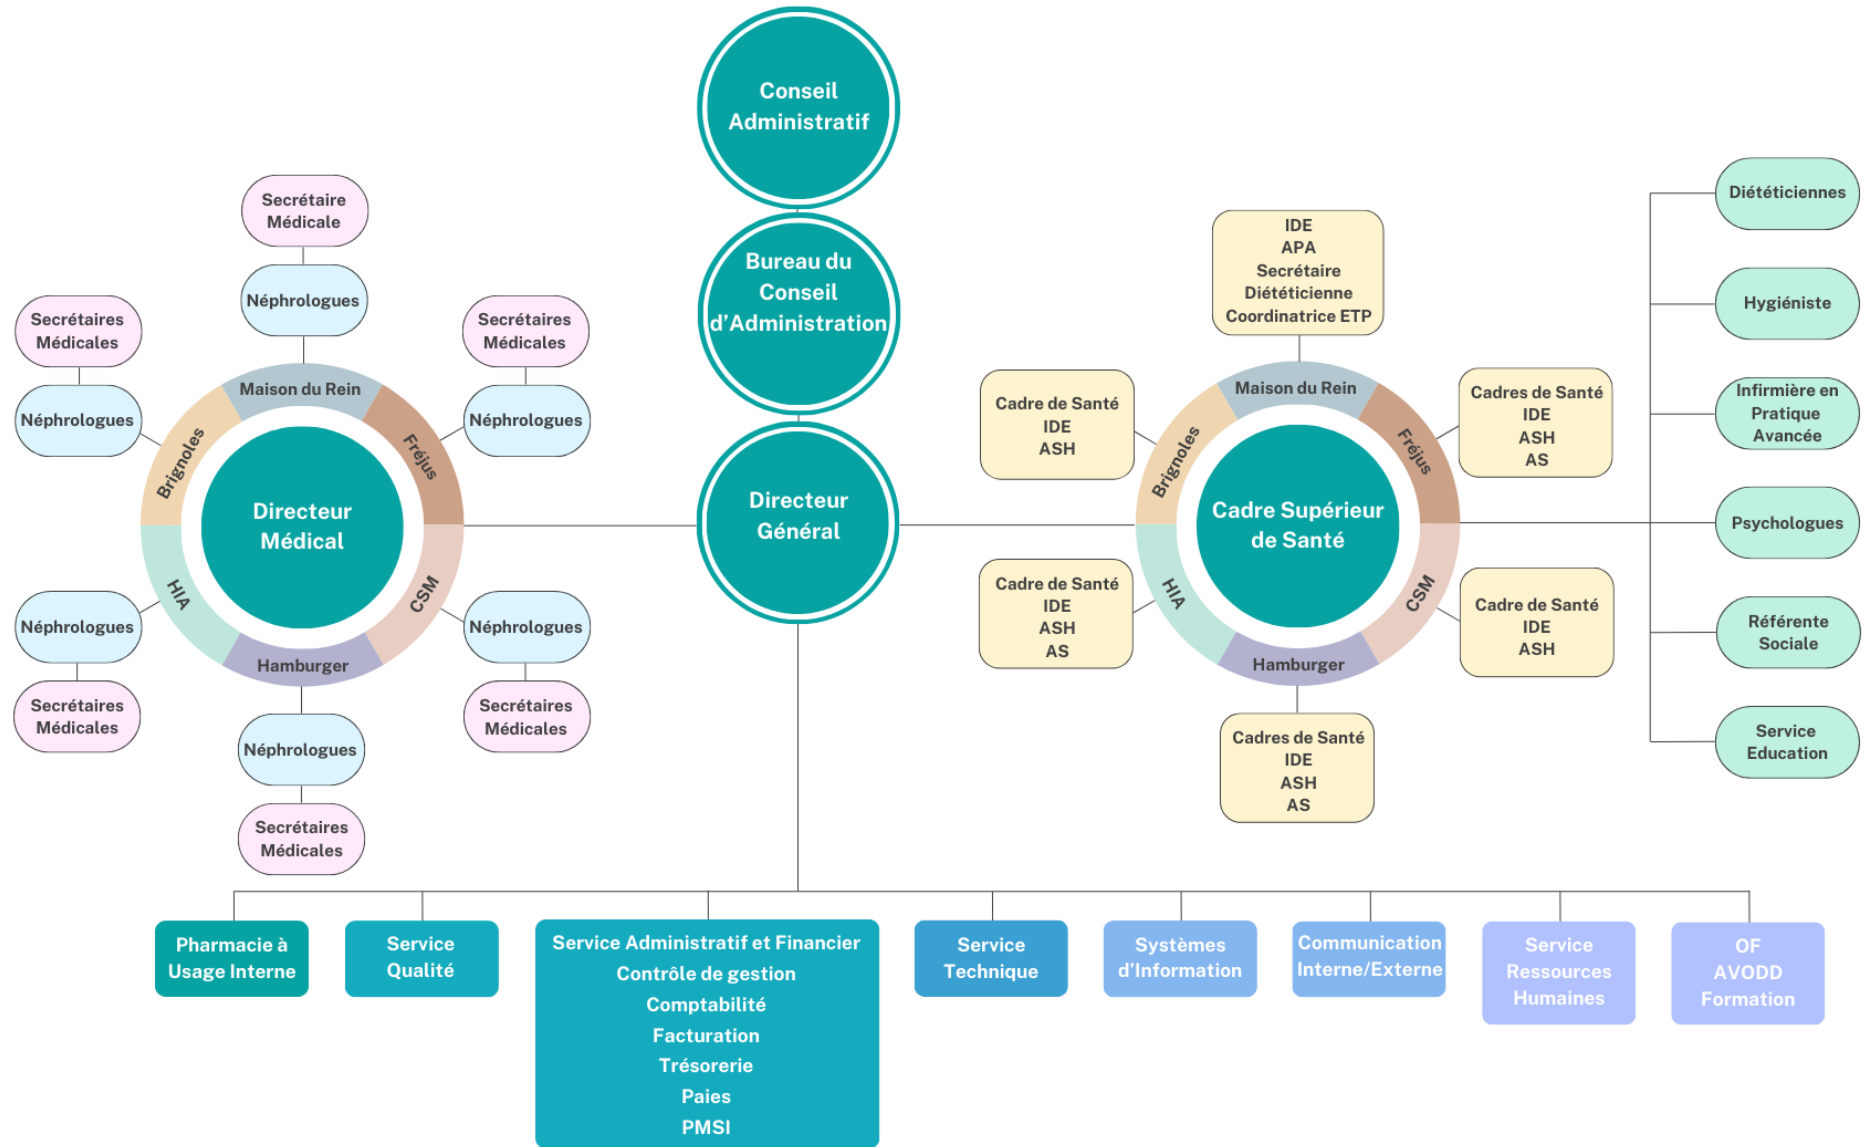 Conseil
Administratif
Bureau du
Conseil
d'Administration
Directeur
Général
Secrétaire
Médicale
Néphrologues
Secrétaires
Médicales
Néphrologues
Secrétaires
Médicales
Néphrologues
Maison du Rein
Brignoles
Fréjus
Directeur
Médical
HIA
CSM
Hamburger
Néphrologues
Secrétaires
Médicales
Néphrologues
Secrétaires
Médicales
Néphrologues
Secrétaires
Médicales
IDE
APA
Secrétaire
Diététicienne
Coordinatrice ETP
Cadre de Santé
IDE
ASH
Cadres de Santé
IDE
ASH
AS
Maison du Rein
Brignoles
Fréjus
Cadre Supérieur
de Santé
HIA
CSM
Hamburger
Cadre de Santé
IDE
ASH
AS
Cadre de Santé
IDE
ASH
Cadres de Santé
IDE
ASH
AS
Diététiciennes
Hygiéniste
Infirmière en
Pratique
Avancée
Psychologues
Référente
Sociale
Service
Education
Pharmacie à
Usage Interne
Service
Qualité
Service Administratif et Financier
Contrôle de gestion
Comptabilité
Facturation
Trésorerie
Paies
PMSI
Service
Technique
Systèmes
d'Information
Communication
Interne/Externe
Service
Ressources
Humaines
OF
AVODD
Formation